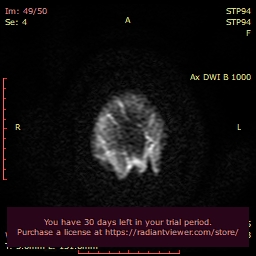 Im: 49/50
STP94
Se: 4
A
STP94
F
Ax DWI B 1000
R
L
You have 30 days left in your trial period.
Purchase a license at https://radiantviewer.com/store/